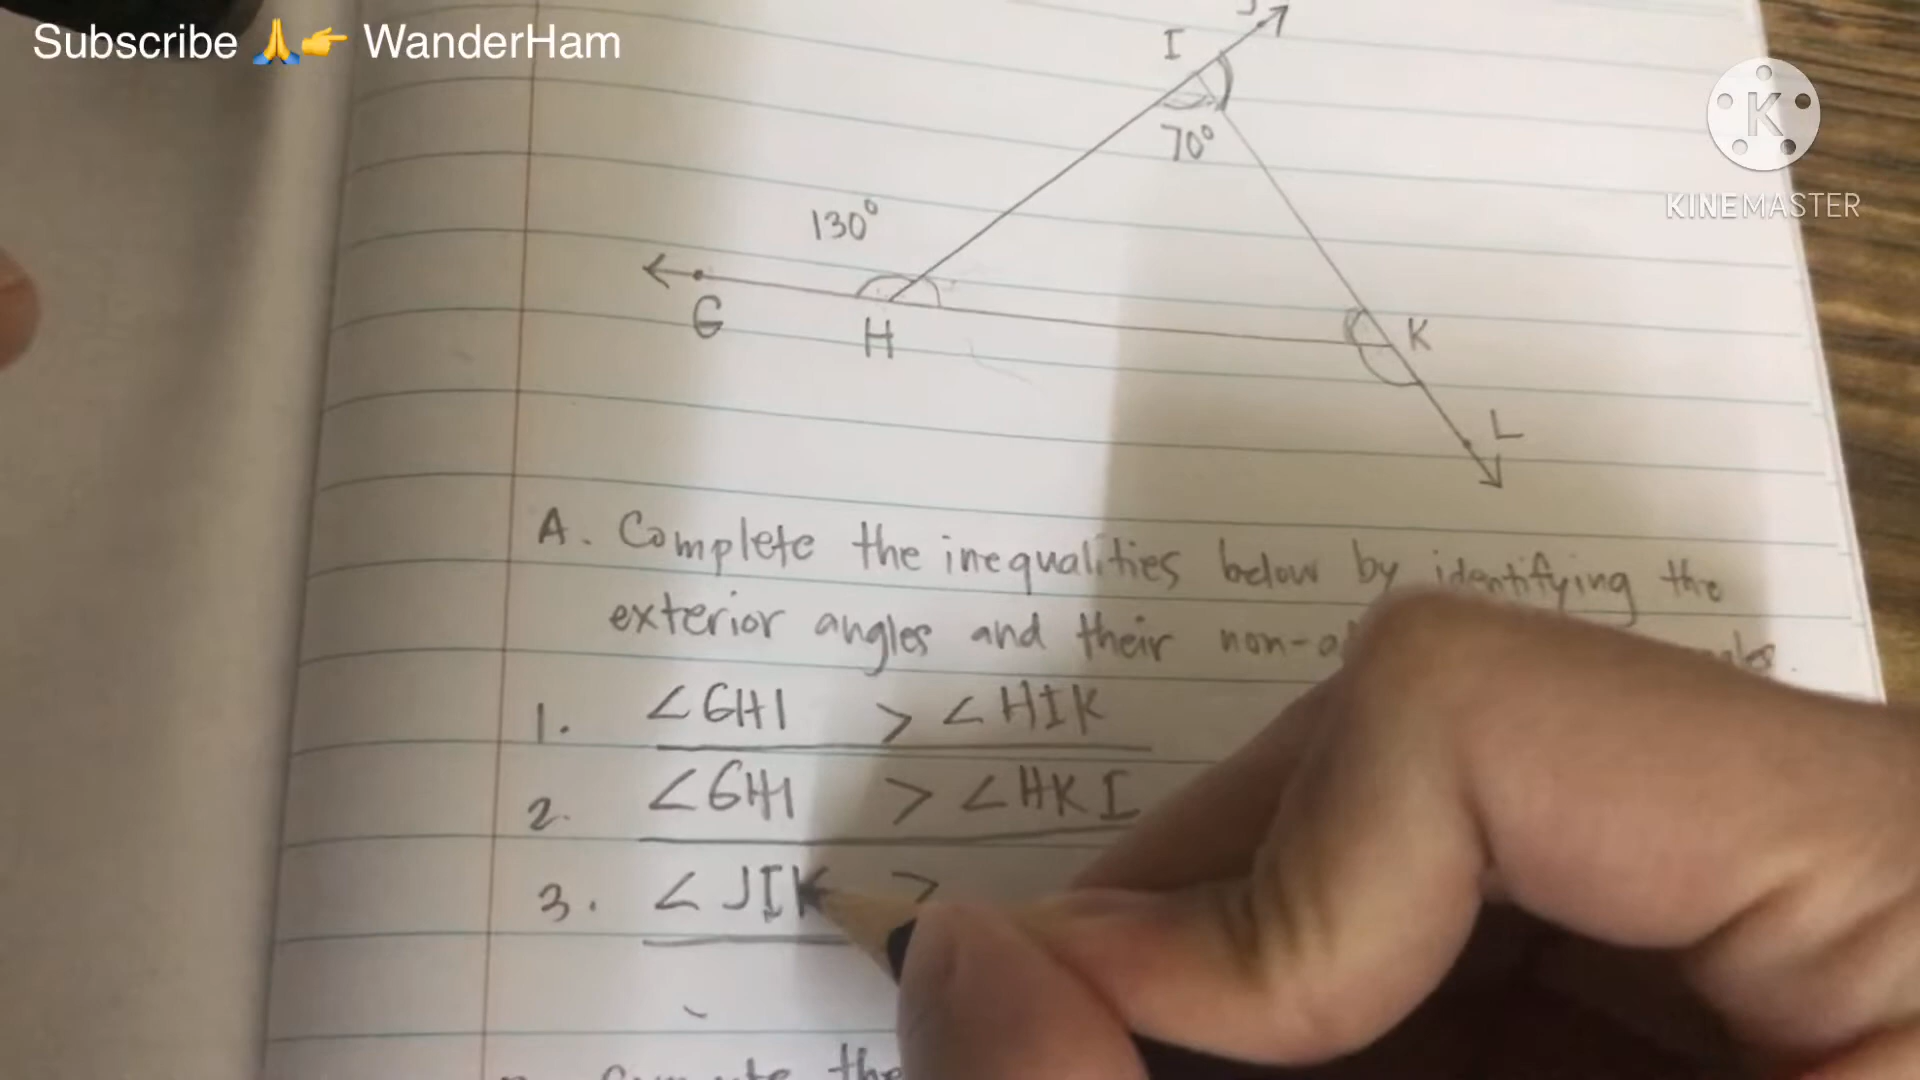 Subscribe 🙏👉 WanderHam
I
K
KINEMASTER
70°
130°
G
H
K
L
A. Complete the inequalities below by identifying the
exterior angles and their
1. <GHI > <HIK
2. <GHI > <HKI
3. <JIK >
the